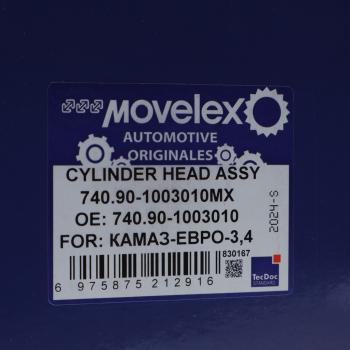 MOVELEX
AUTOMOTIVE
ORIGINALES
CYLINDER HEAD ASSY
740.90-1003010MX
OE: 740.90-1003010
FOR: КАМАЗ-ЕВРО-3,4
2024-S
830167
6 975875 212916
TecDoc
STANDARD